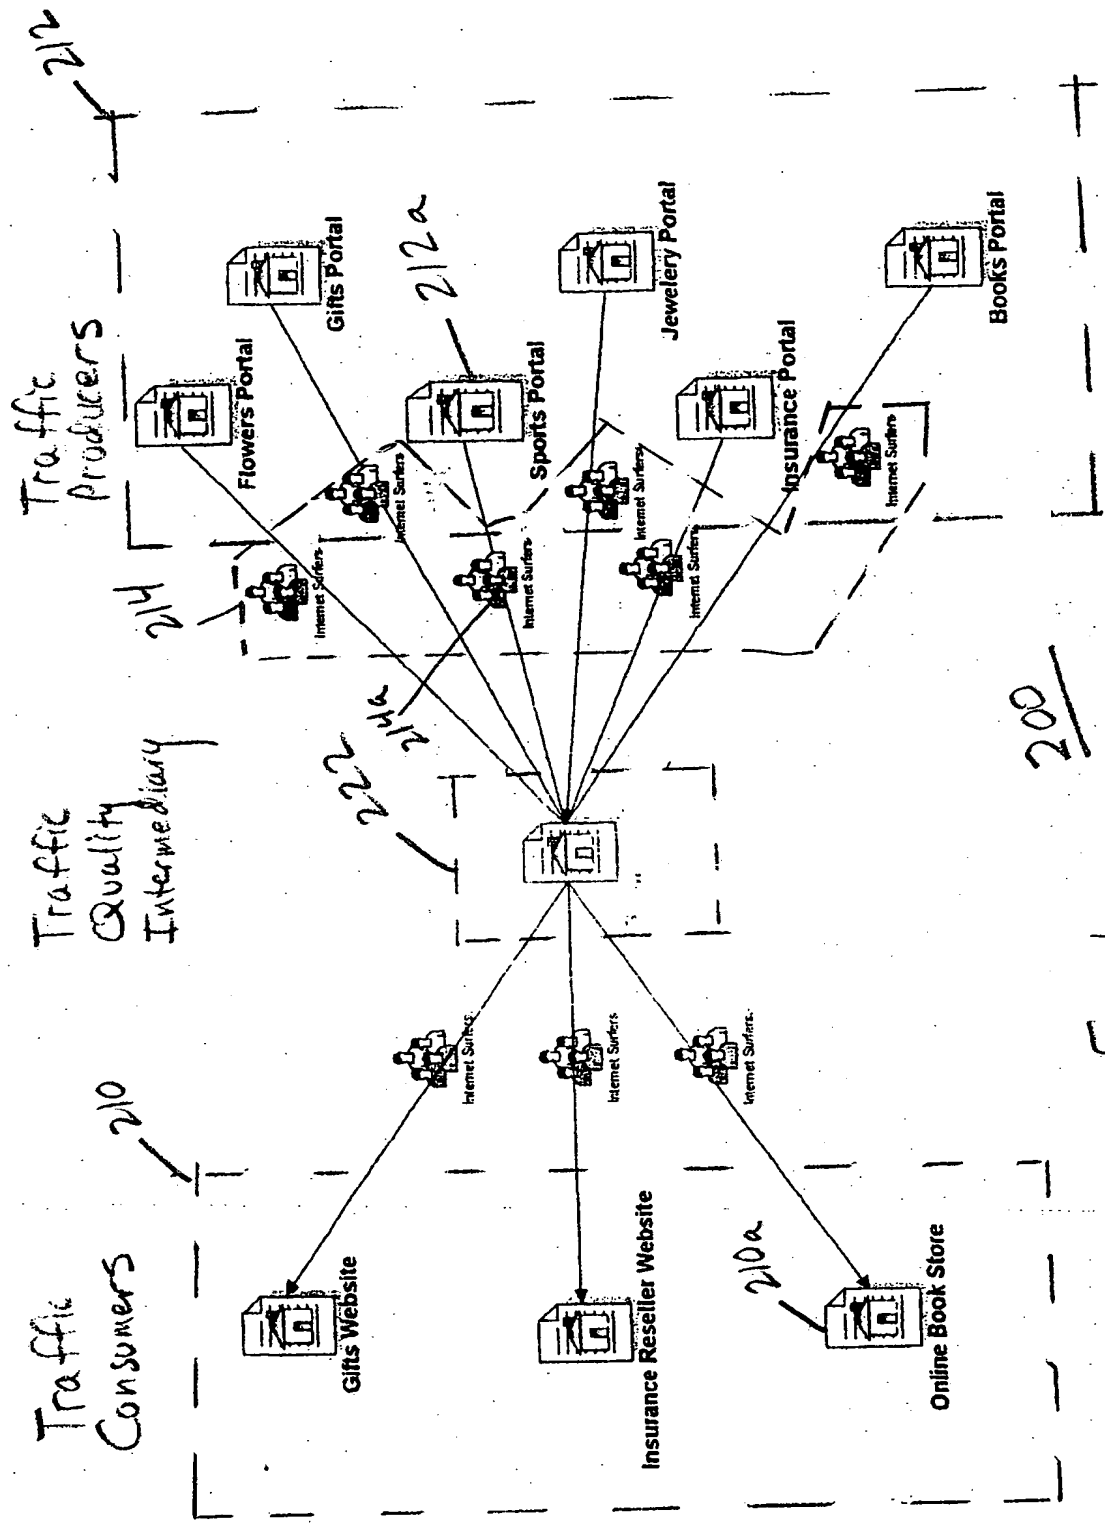 Traffic
Consumers
210
Gifts Website
Insurance Reseller Website
210a
Online Book Store
Internet Surfers
Internet Surfers
Internet Surfers
Traffic
Quality
Intermediary
222
214
214a
Internet Surfers
Internet Surfers
Internet Surfers
Internet Surfers
Internet Surfers
Internet Surfers
Traffic
Producers
212
Flowers Portal
Gifts Portal
212a
Sports Portal
Jewelery Portal
Insurance Portal
Books Portal
200